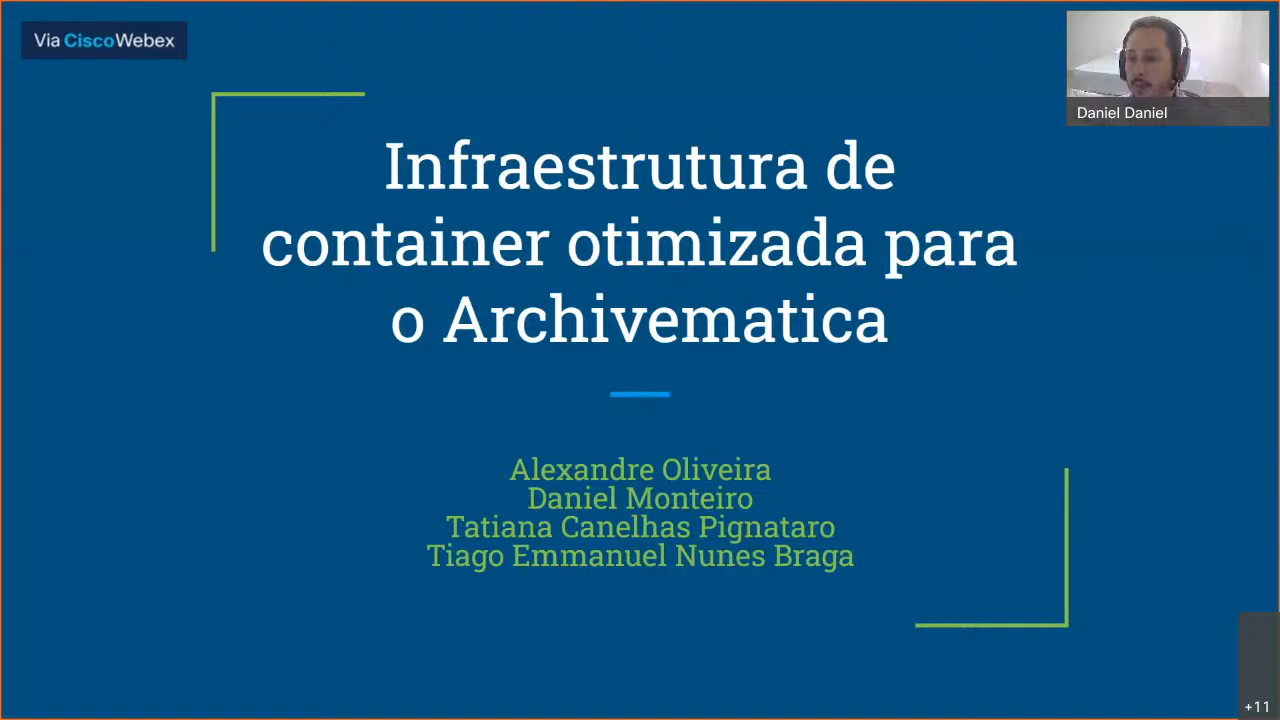 Via CiscoWebex
Daniel Daniel
Infraestrutura de
container otimizada para
o Archivematica
Alexandre Oliveira
Daniel Monteiro
Tatiana Canelhas Pignataro
Tiago Emmanuel Nunes Braga
+11